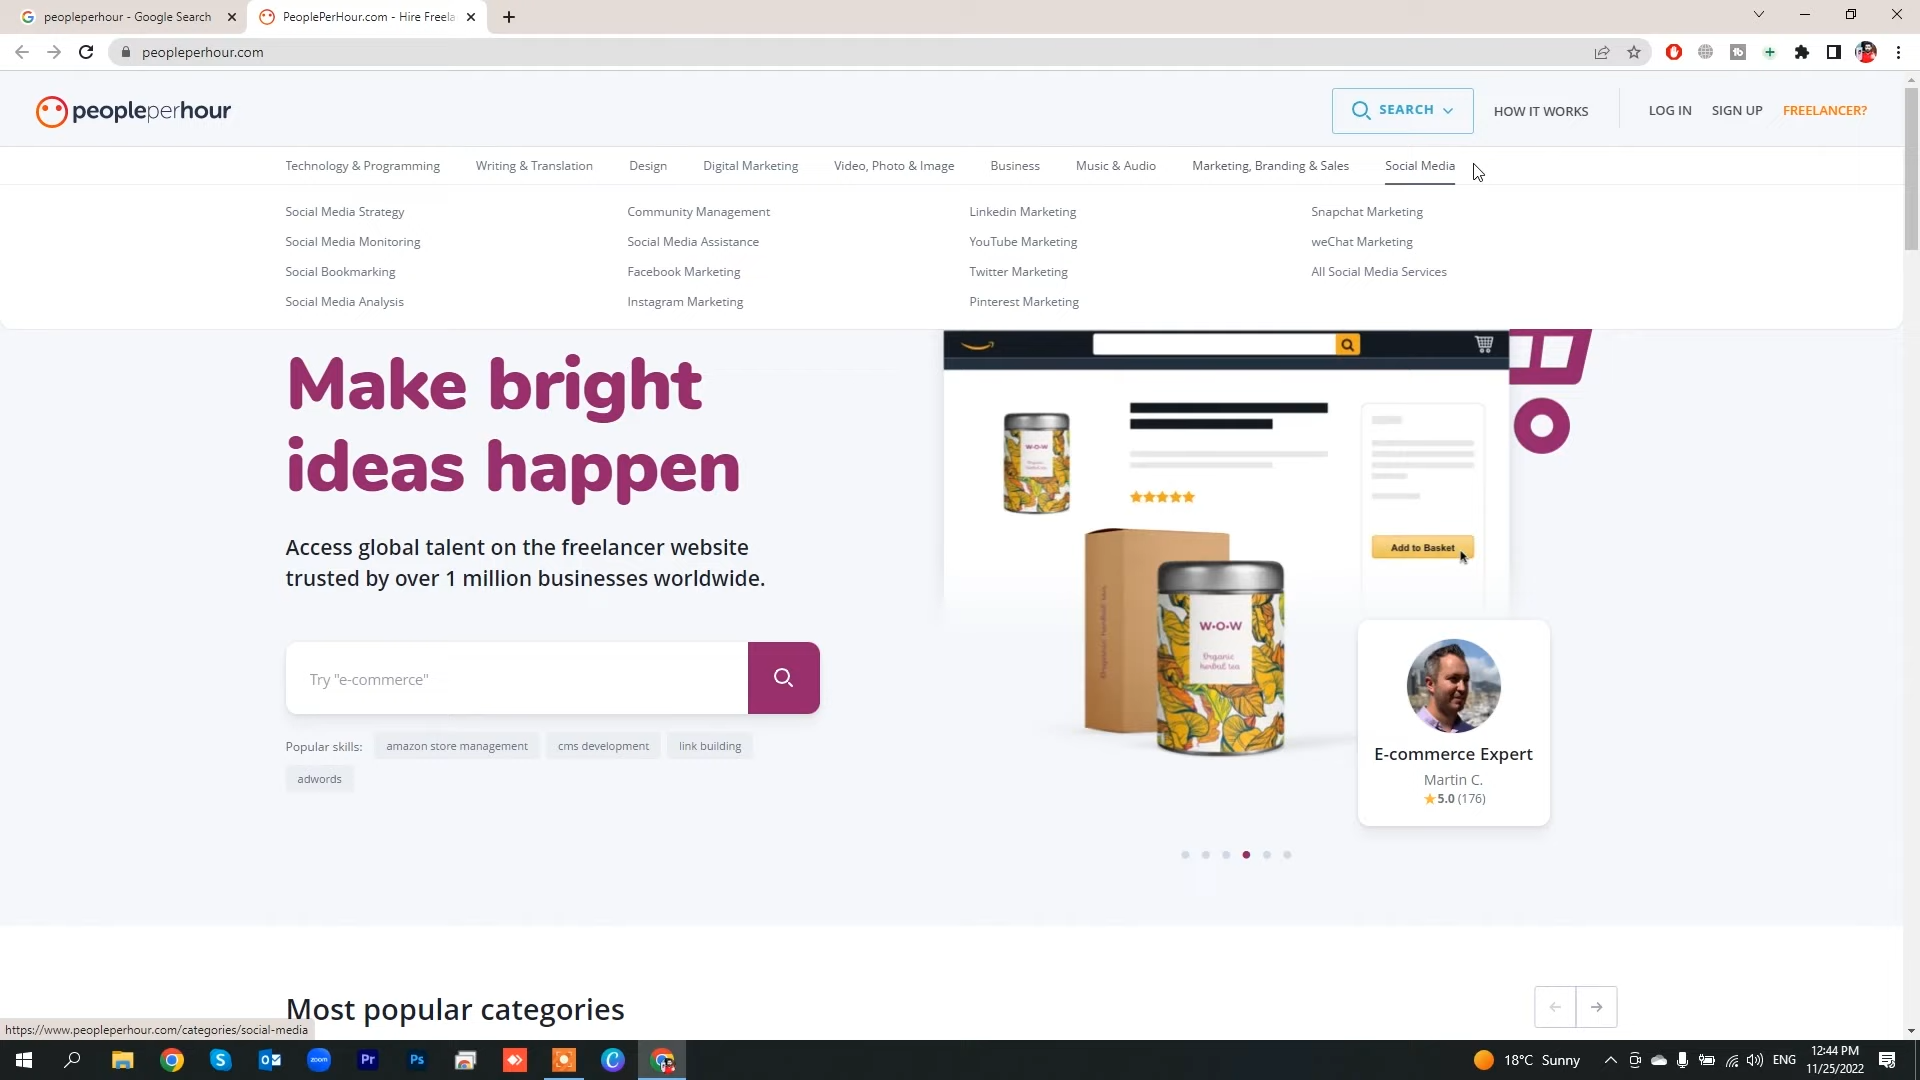 peopleperhour - Google Search
PeoplePerHour.com - Hire Freela
peopleperhour.com
peopleperhour
SEARCH
HOW IT WORKS
LOG IN
SIGN UP
FREELANCER?
Technology & Programming
Writing & Translation
Design
Digital Marketing
Video, Photo & Image
Business
Music & Audio
Marketing, Branding & Sales
Social Media
Social Media Strategy
Community Management
Linkedin Marketing
Snapchat Marketing
Social Media Monitoring
Social Media Assistance
YouTube Marketing
weChat Marketing
Social Bookmarking
Facebook Marketing
Twitter Marketing
All Social Media Services
Social Media Analysis
Instagram Marketing
Pinterest Marketing
Make bright
ideas happen
Access global talent on the freelancer website
trusted by over 1 million businesses worldwide.
Try "e-commerce"
Popular skills:
amazon store management
cms development
link building
adwords
W·O·W
Add to Basket
W·O·W
Organic
herbal tea
E-commerce Expert
Martin C.
5.0 (176)
Most popular categories
https://www.peopleperhour.com/categories/social-media
zoom
Pr
Ps
18°C Sunny
ENG
12:44 PM
11/25/2022